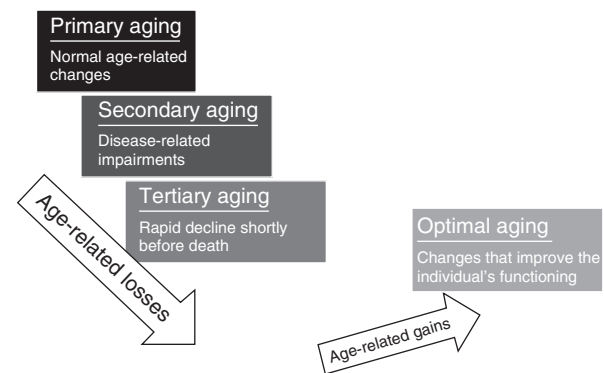 Primary aging
Normal age-related
changes
Secondary aging
Disease-related
impairments
Tertiary aging
Rapid decline shortly
before death
Age-related losses
Optimal aging
Changes that improve the
individual's functioning
Age-related gains